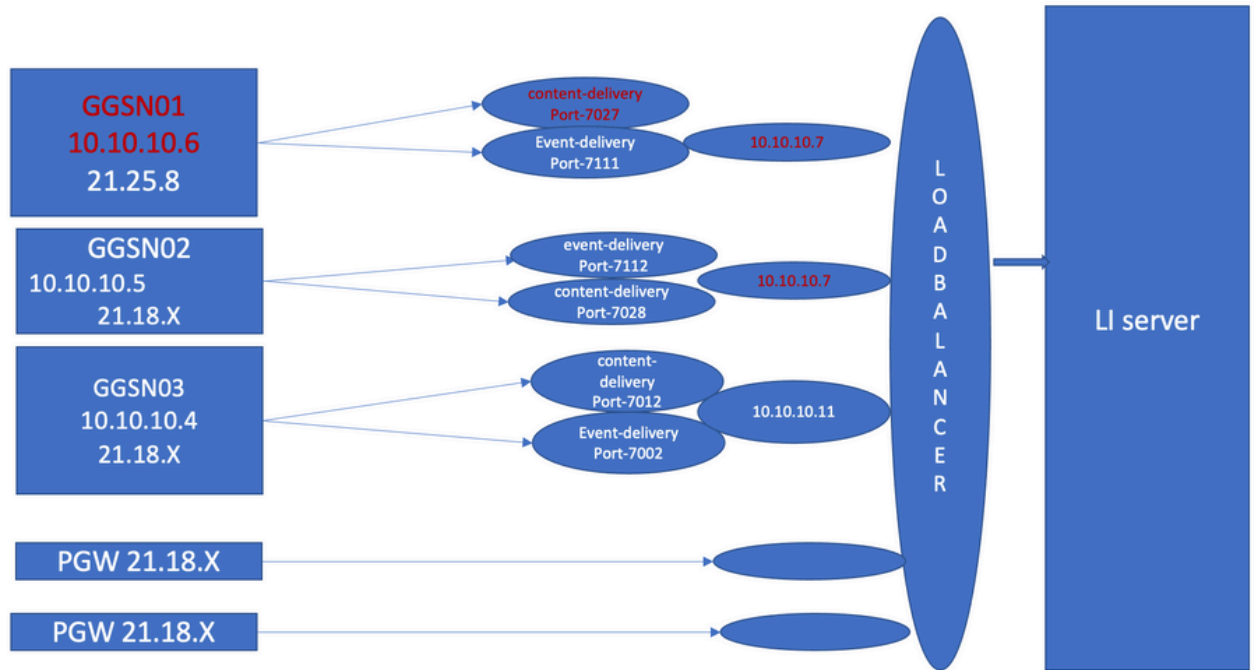 GGSN01
10.10.10.6
21.25.8
content-delivery
Port-7027
Event-delivery
Port-7111
10.10.10.7
GGSN02
10.10.10.5
21.18.X
event-delivery
Port-7112
content-delivery
Port-7028
10.10.10.7
GGSN03
10.10.10.4
21.18.X
content-
delivery
Port-7012
Event-delivery
Port-7002
10.10.10.11
PGW 21.18.X
PGW 21.18.X
L
O
A
D
B
A
L
A
N
C
E
R
LI server